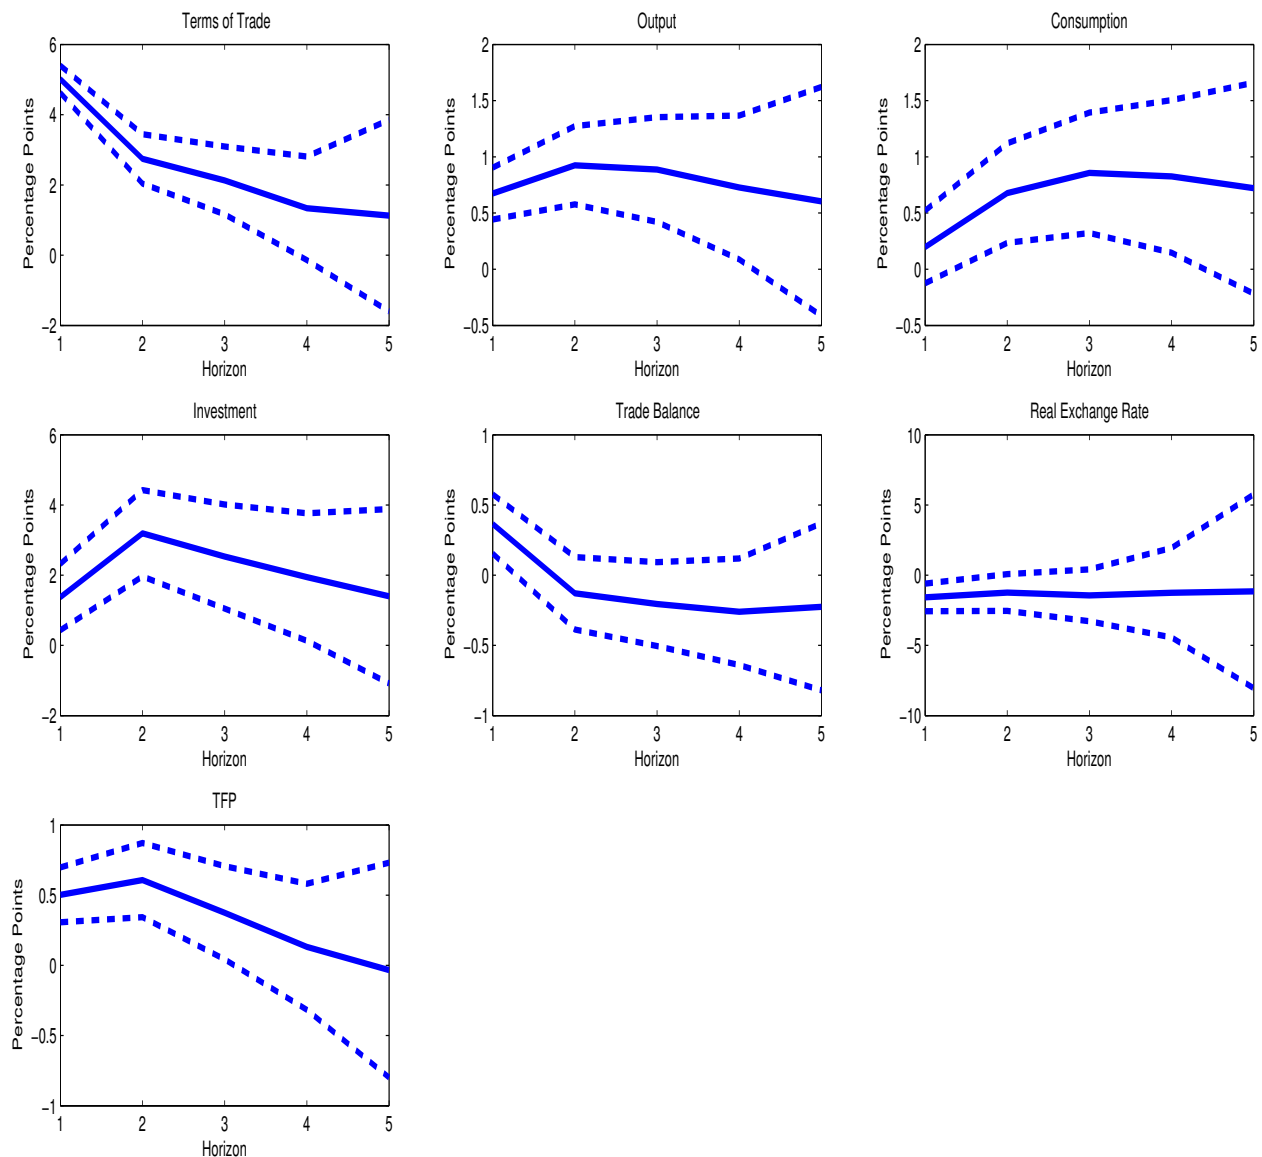 Terms of Trade
Percentage Points
6
4
2
0
−2
1 2 3 4 5
Horizon
Output
Percentage Points
2
1.5
1
0.5
0
−0.5
1 2 3 4 5
Horizon
Consumption
Percentage Points
2
1.5
1
0.5
0
−0.5
1 2 3 4 5
Horizon
Investment
Percentage Points
6
4
2
0
−2
1 2 3 4 5
Horizon
Trade Balance
Percentage Points
1
0.5
0
−0.5
−1
1 2 3 4 5
Horizon
Real Exchange Rate
Percentage Points
10
5
0
−5
−10
1 2 3 4 5
Horizon
TFP
Percentage Points
1
0.5
0
−0.5
−1
1 2 3 4 5
Horizon